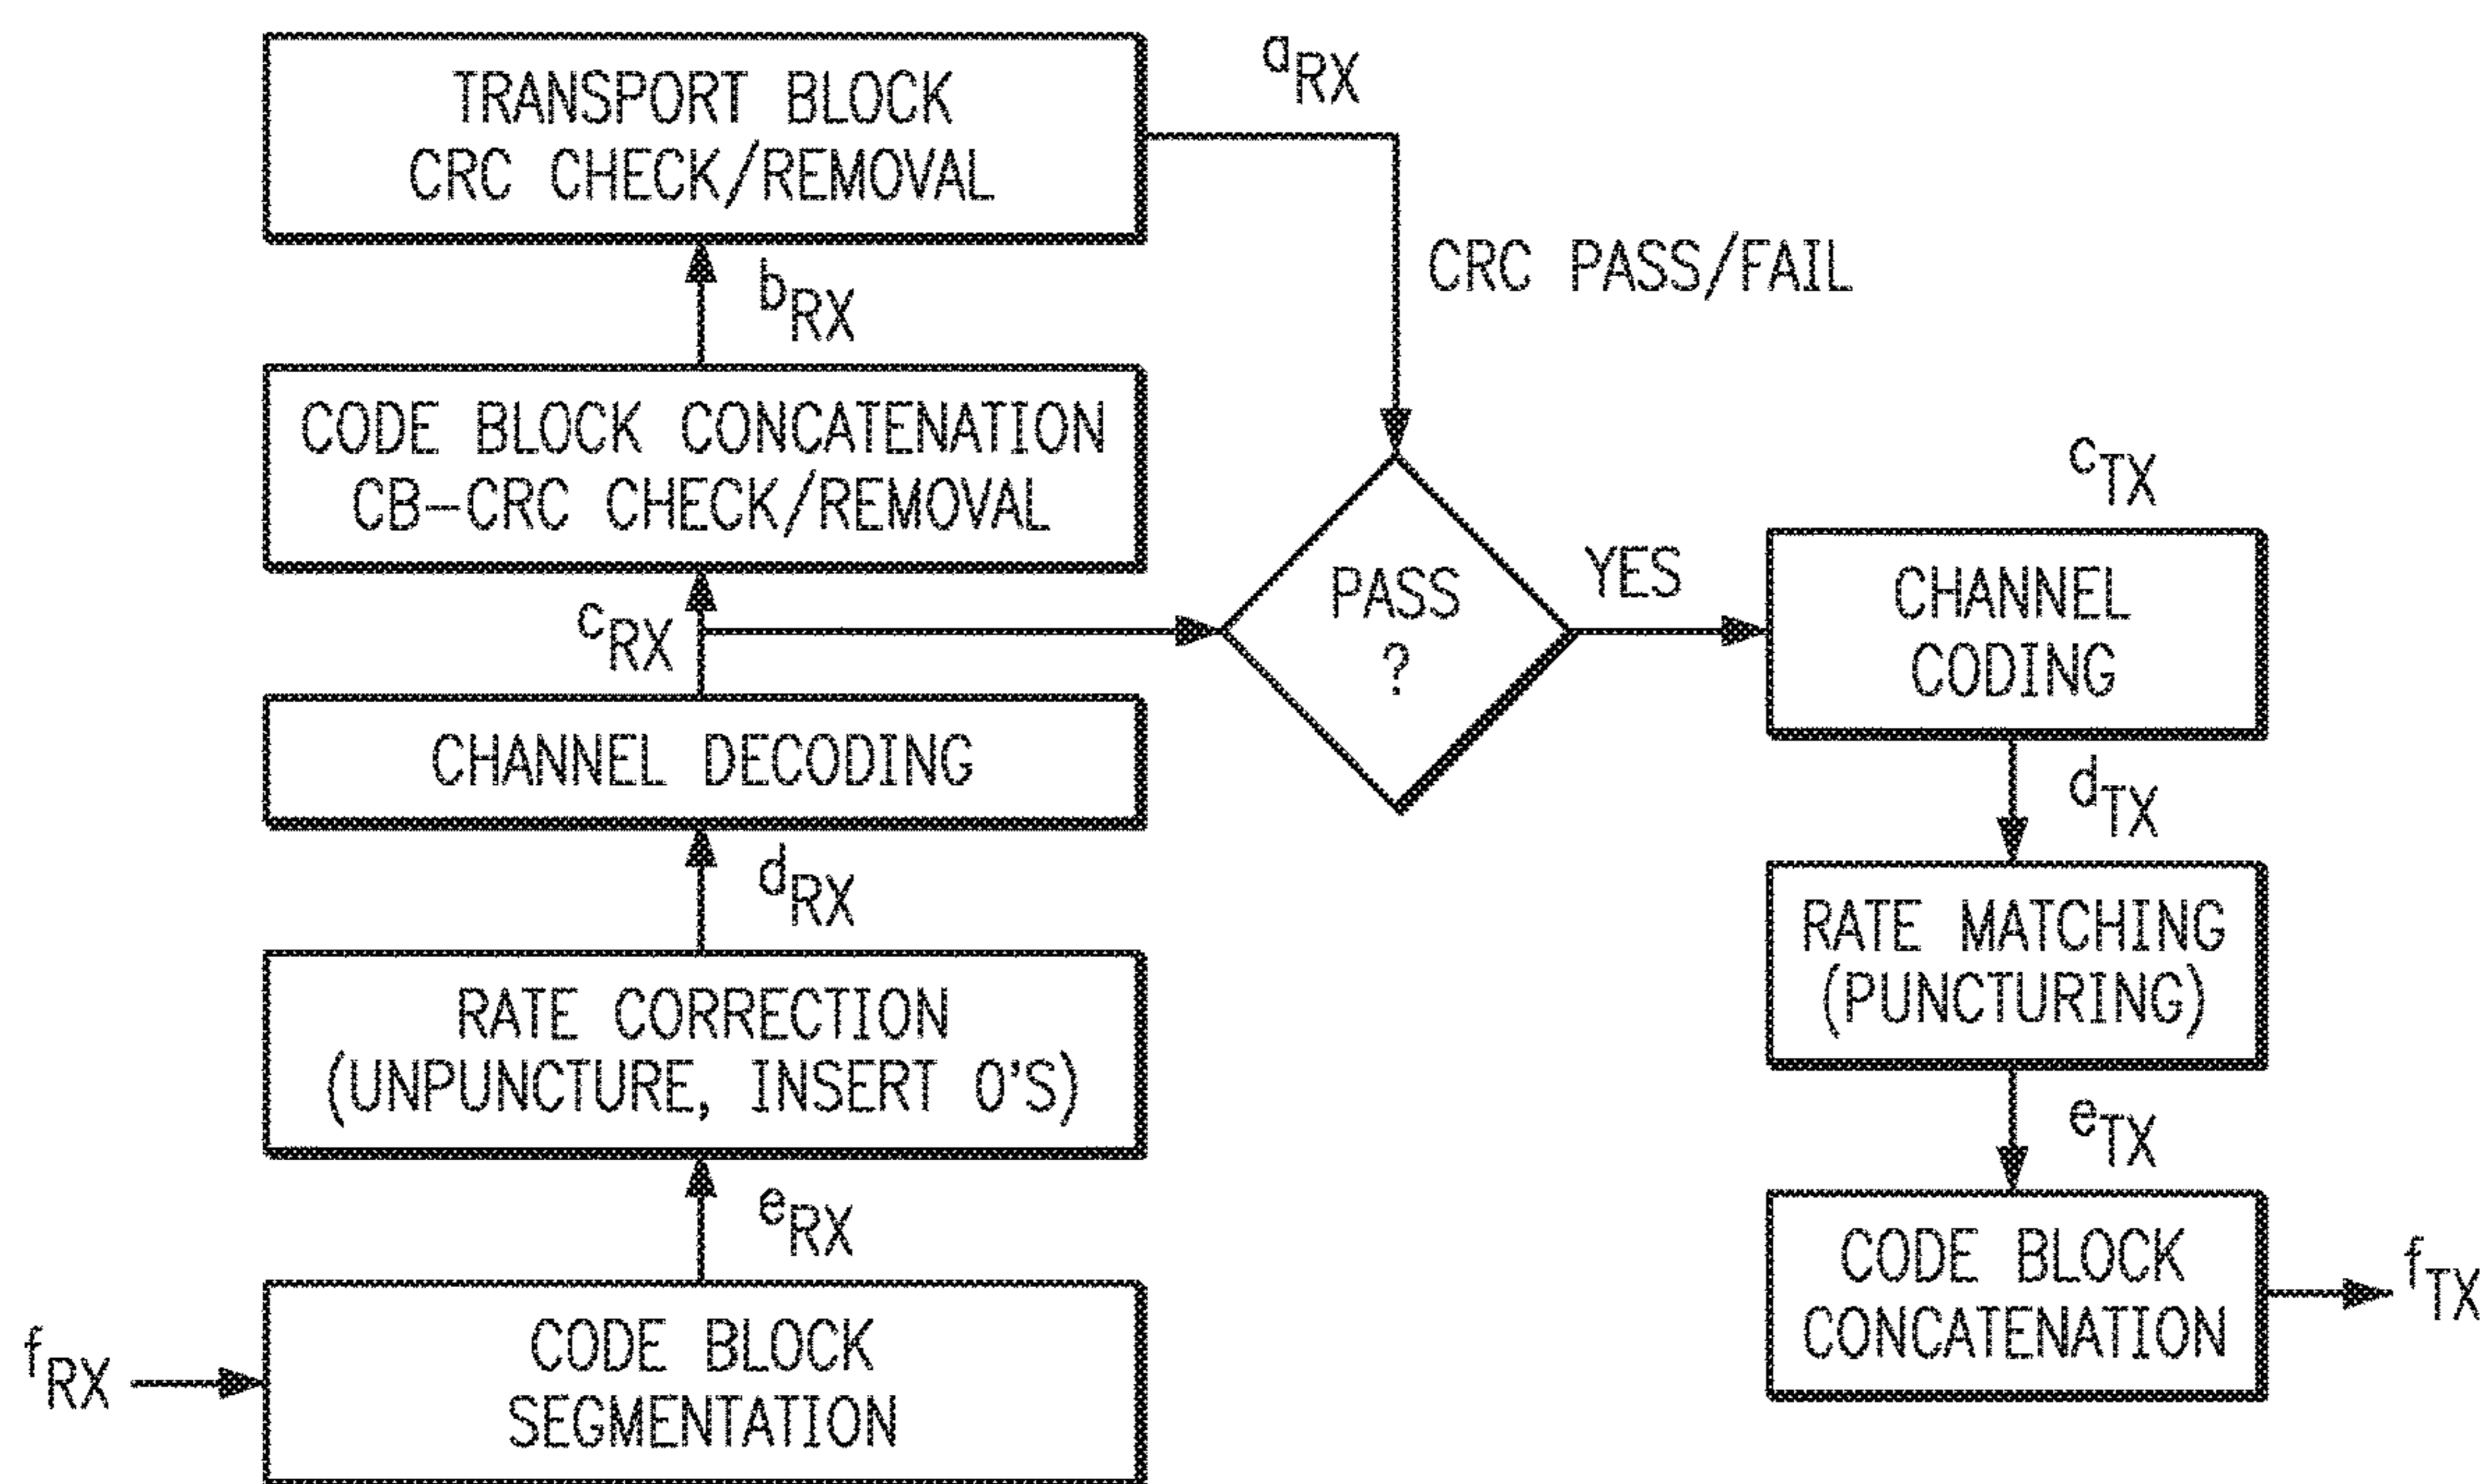 TRANSPORT BLOCK
CRC CHECK/REMOVAL
aRX
CRC PASS/FAIL
bRX
CODE BLOCK CONCATENATION
CB-CRC CHECK/REMOVAL
cRX
PASS
?
YES
cTX
CHANNEL
CODING
CHANNEL DECODING
dRX
dTX
RATE MATCHING
(PUNCTURING)
RATE CORRECTION
(UNPUNCTURE, INSERT 0'S)
eRX
eTX
CODE BLOCK
CONCATENATION
fTX
fRX
CODE BLOCK
SEGMENTATION